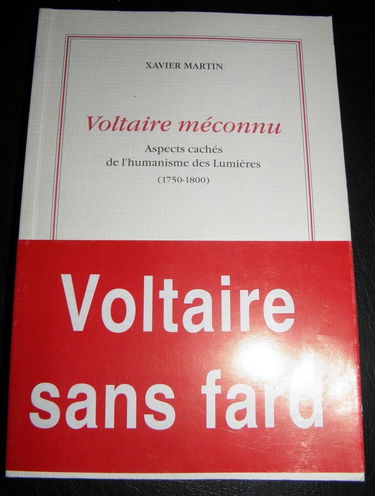 XAVIER MARTIN
Voltaire méconnu
Aspects cachés
de l'humanisme des Lumières
(1750-1800)
Voltaire
sans fard